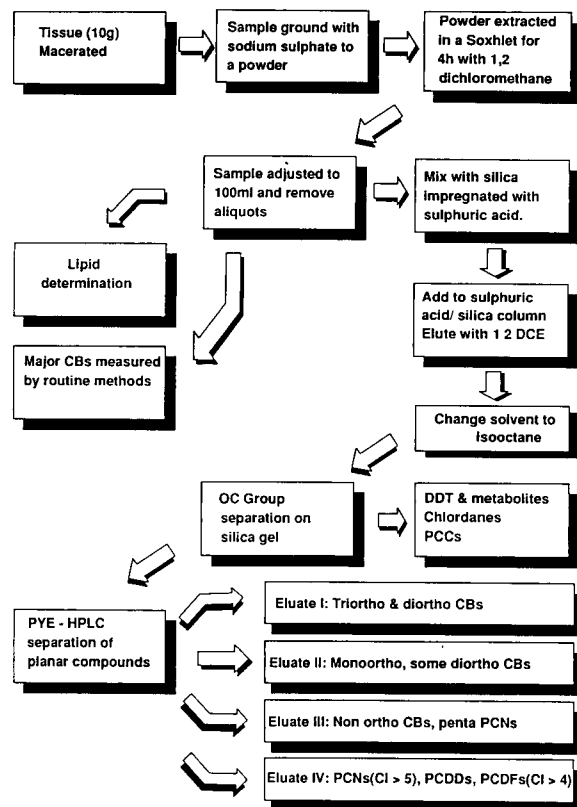 Tissue (10g)
Macerated
Sample ground with
sodium sulphate to
a powder
Powder extracted
in a Soxhlet for
4h with 1,2
dichloromethane
Sample adjusted to
100ml and remove
aliquots
Mix with silica
impregnated with
sulphuric acid.
Lipid
determination
Add to sulphuric
acid/ silica column
Elute with 1 2 DCE
Major CBs measured
by routine methods
Change solvent to
isooctane
OC Group
separation on
silica gel
DDT & metabolites
Chlordanes
PCCs
PYE - HPLC
separation of
planar compounds
Eluate I: Triortho & diortho CBs
Eluate II: Monoortho, some diortho CBs
Eluate III: Non ortho CBs, penta PCNs
Eluate IV: PCNs(Cl > 5), PCDDs, PCDFs(Cl > 4)